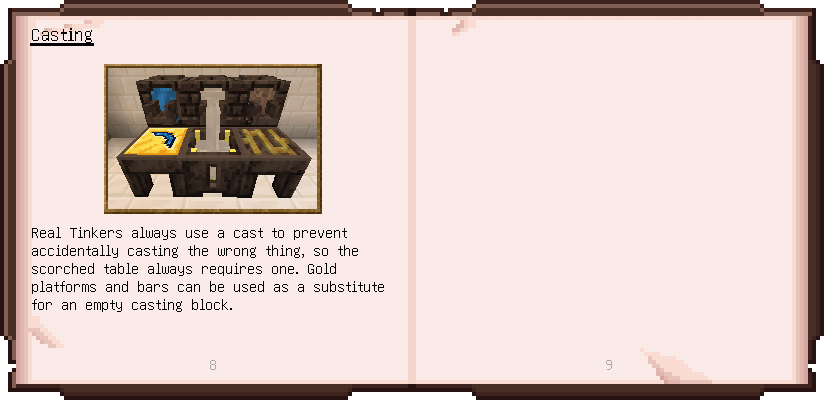 Casting
Real Tinkers always use a cast to prevent
accidentally casting the wrong thing, so the
scorched table always requires one. Gold
platforms and bars can be used as a substitute
for an empty casting block.
8
9